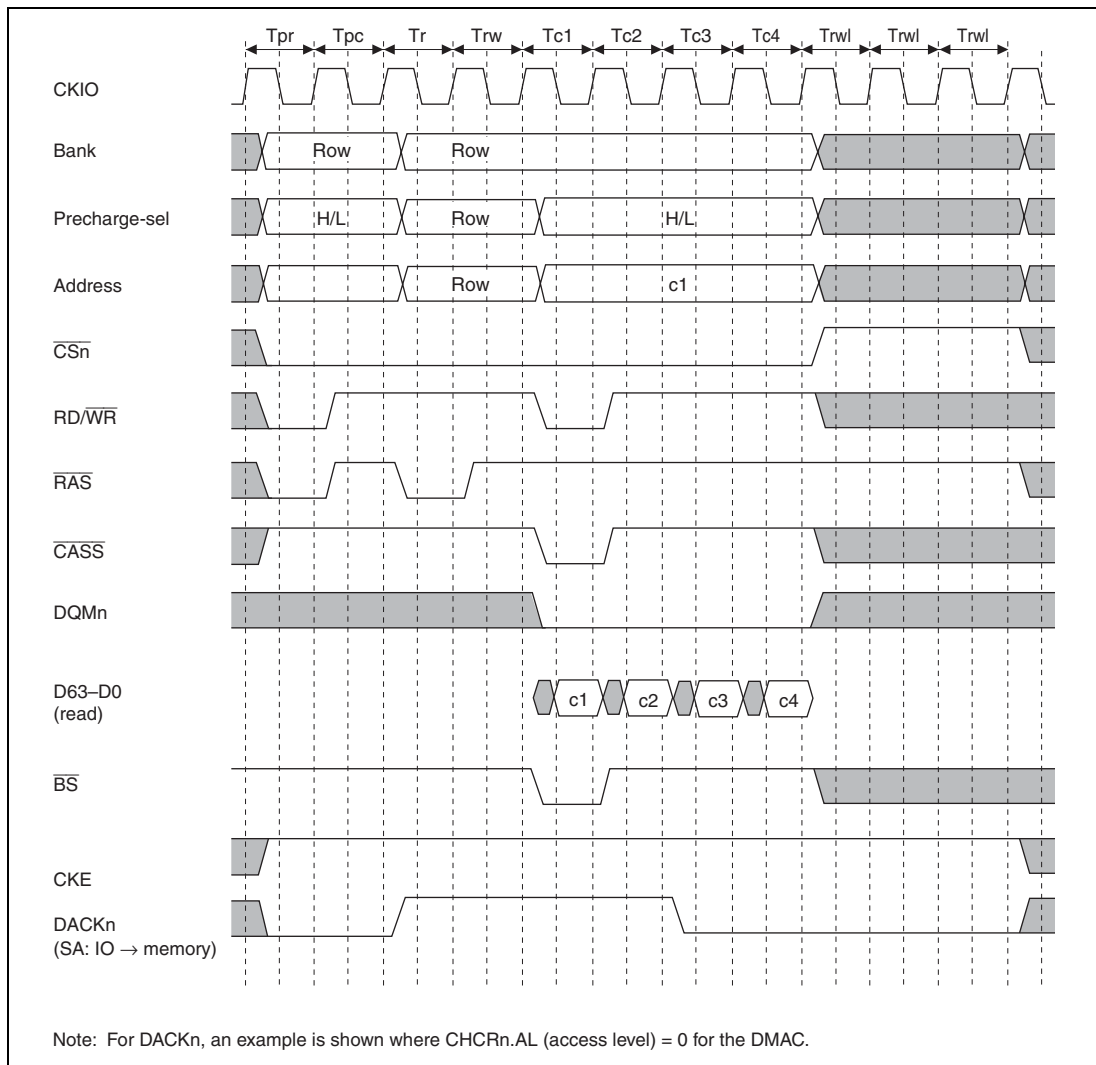 Tpr Tpc Tr Trw Tc1 Tc2 Tc3 Tc4 Trwl Trwl Trwl
CKIO
Bank Row Row
Precharge-sel H/L Row H/L
Address Row c1
CSn
RD/WR
RAS
CASS
DQMn
D63–D0 c1 c2 c3 c4
(read)
BS
CKE
DACKn
(SA: IO → memory)
Note: For DACKn, an example is shown where CHCRn.AL (access level) = 0 for the DMAC.